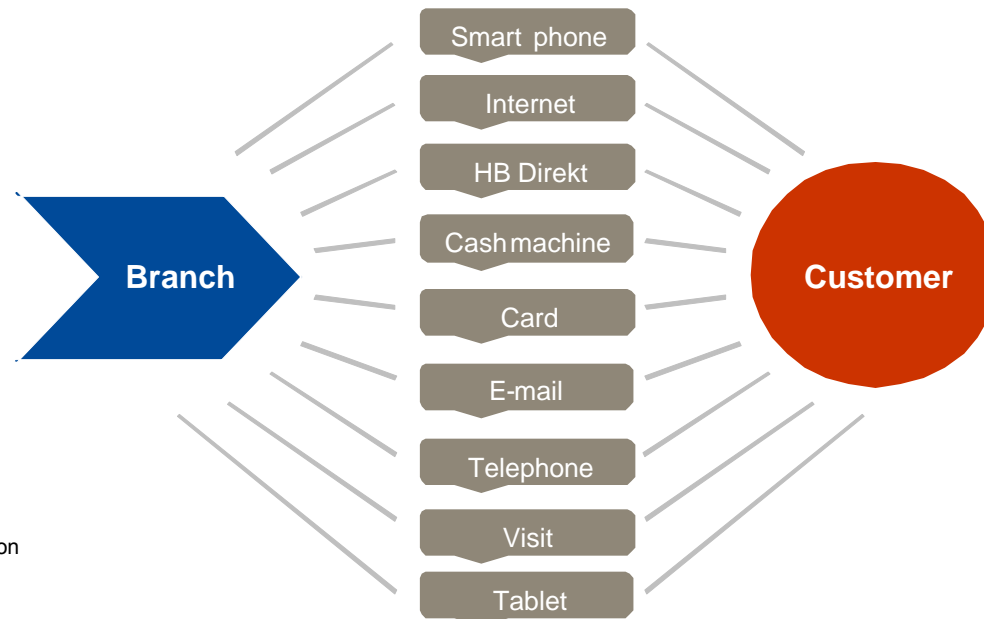 Smart phone
Internet
HB Direkt
Cash machine
Branch
Customer
Card
E-mail
Telephone
Visit
on
Tablet